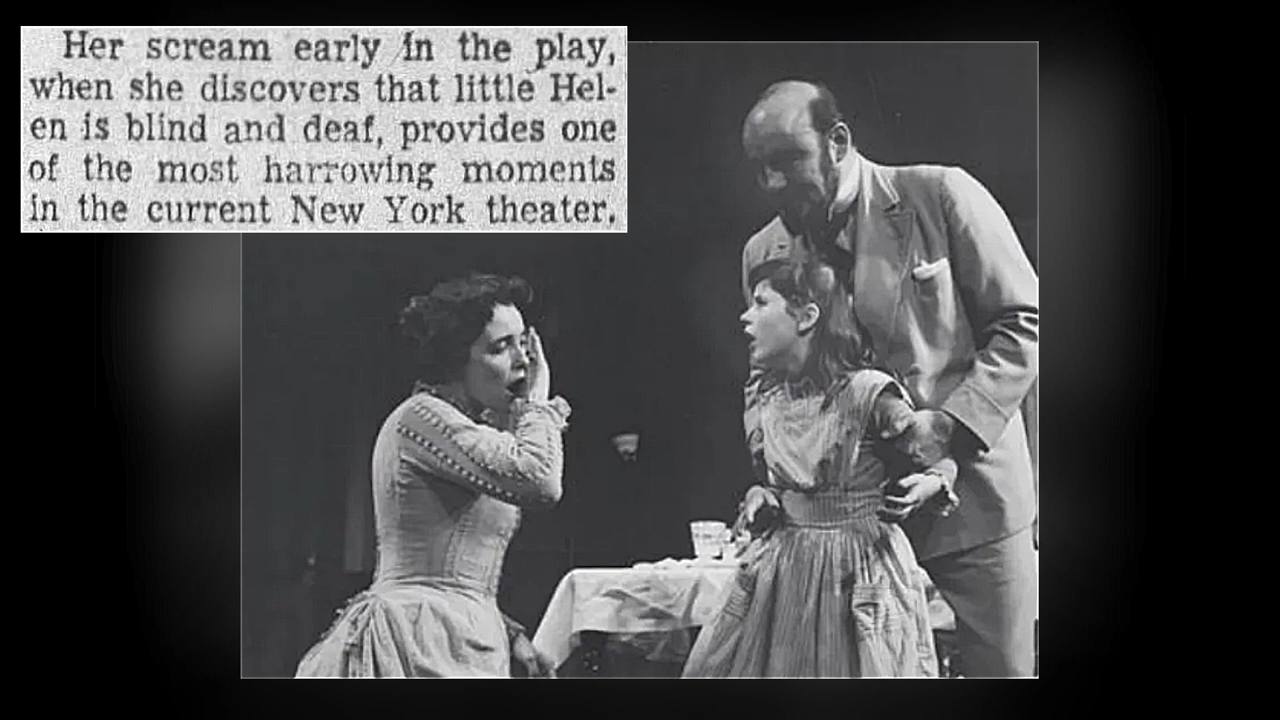 Her scream early in the play,
when she discovers that little Hel-
en is blind and deaf, provides one
of the most harrowing moments
in the current New York theater.